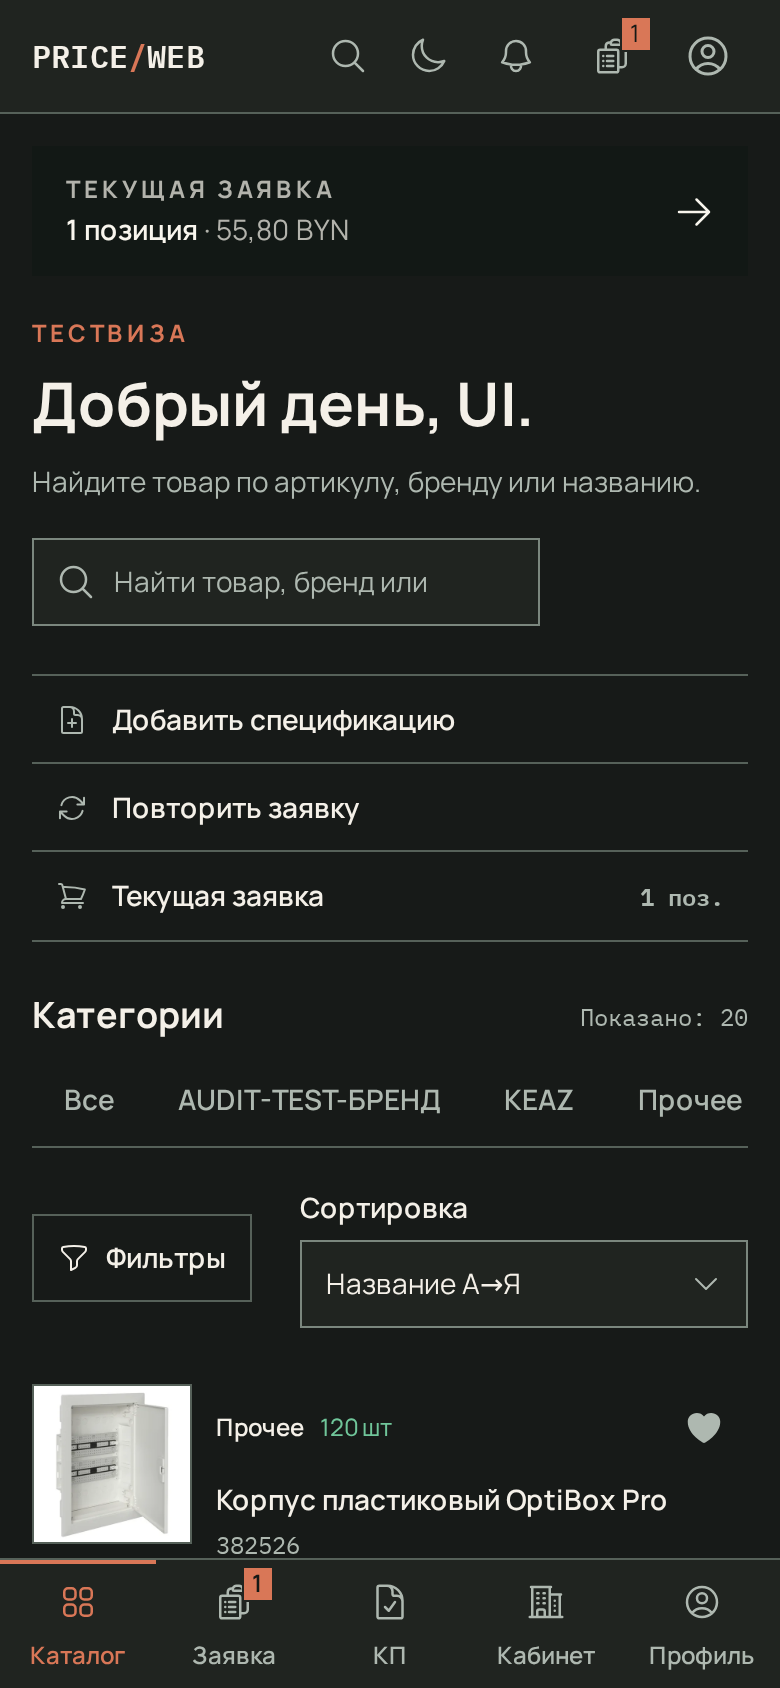 PRICE/WEB
1
ТЕКУЩАЯ ЗАЯВКА
1 позиция · 55,80 BYN
ТЕСТВИЗА
Добрый день, UI.
Найдите товар по артикулу, бренду или названию.
Найти товар, бренд или
Добавить спецификацию
Повторить заявку
Текущая заявка 1 поз.
Категории Показано: 20
Все AUDIT-TEST-БРЕНД KEAZ Прочее
Сортировка
Фильтры
Название А→Я
Прочее 120 шт
Корпус пластиковый OptiBox Pro
382526
1
Каталог Заявка КП Кабинет Профиль